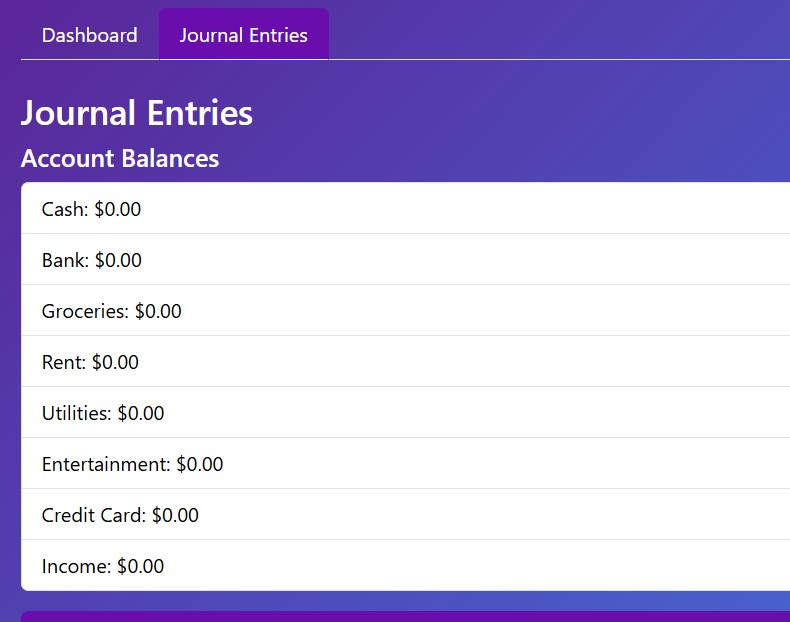 Dashboard
Journal Entries
Journal Entries
Account Balances
Cash: $0.00
Bank: $0.00
Groceries: $0.00
Rent: $0.00
Utilities: $0.00
Entertainment: $0.00
Credit Card: $0.00
Income: $0.00